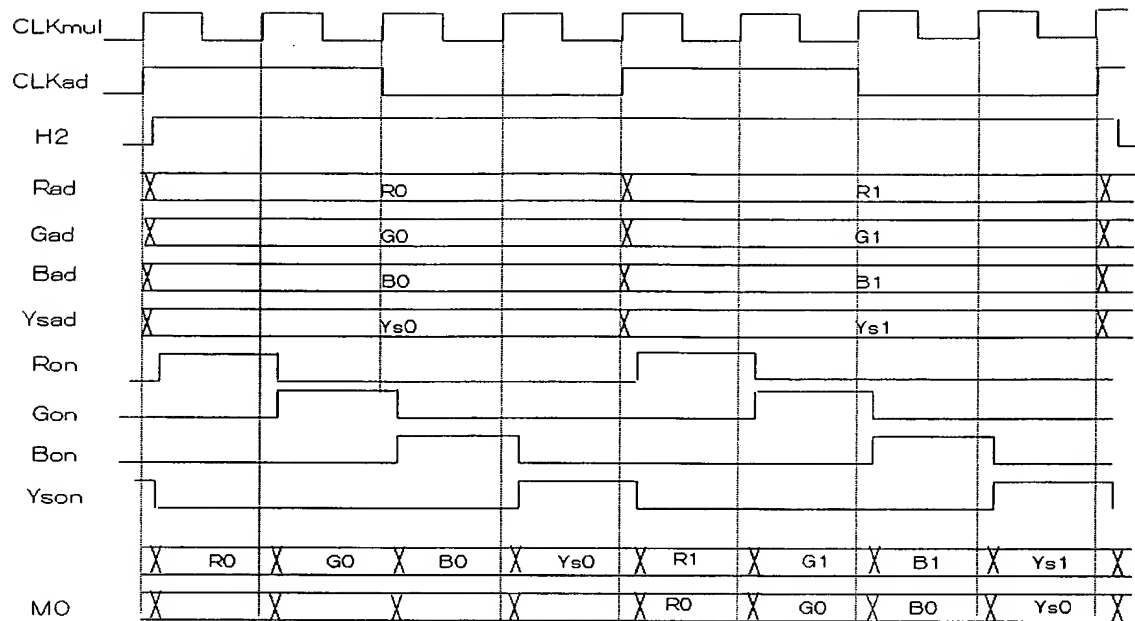 CLKmul
CLKad
H2
Rad R0 R1
Gad G0 G1
Bad B0 B1
Ysad Ys0 Ys1
Ron
Gon
Bon
Yson
R0 G0 B0 Ys0 R1 G1 B1 Ys1
MO R0 G0 B0 Ys0